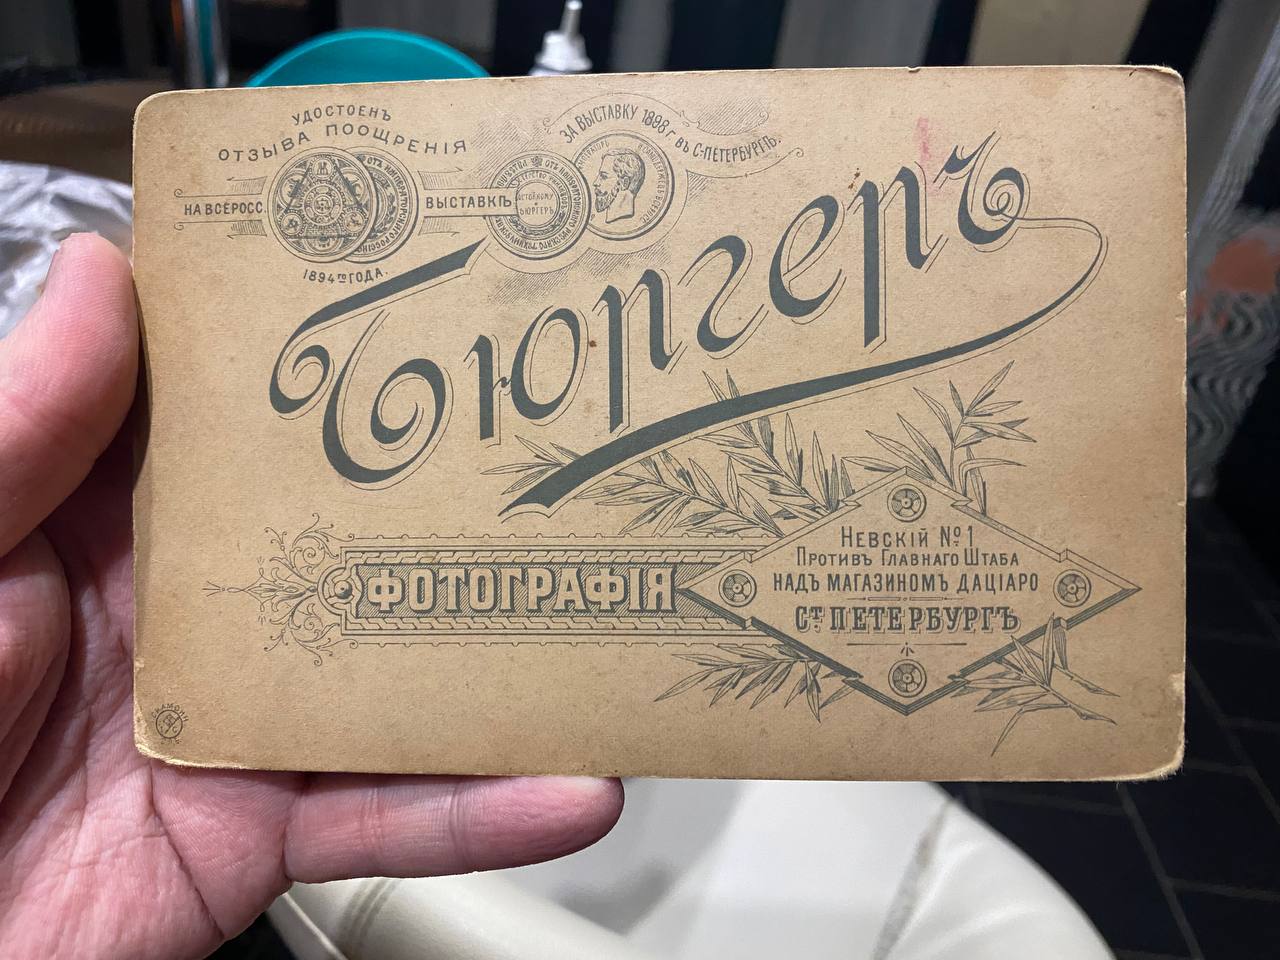 УДОСТОЕНЪ
ОТЗЫВА ПООЩРЕНІЯ
НА ВСЕРОСС. ВЫСТАВКѢ
1894ГО ГОДА.
ЗА ВЫСТАВКУ 1898 г. ВЪ С-ПЕТЕРБУРГѢ.
Бюргеръ
ФОТОГРАФІЯ
НЕВСКІЙ № 1
ПРОТИВЪ ГЛАВНАГО ШТАБА
НАДЪ МАГАЗИНОМЪ ДАЦІАРО
СТ. ПЕТЕРБУРГЪ